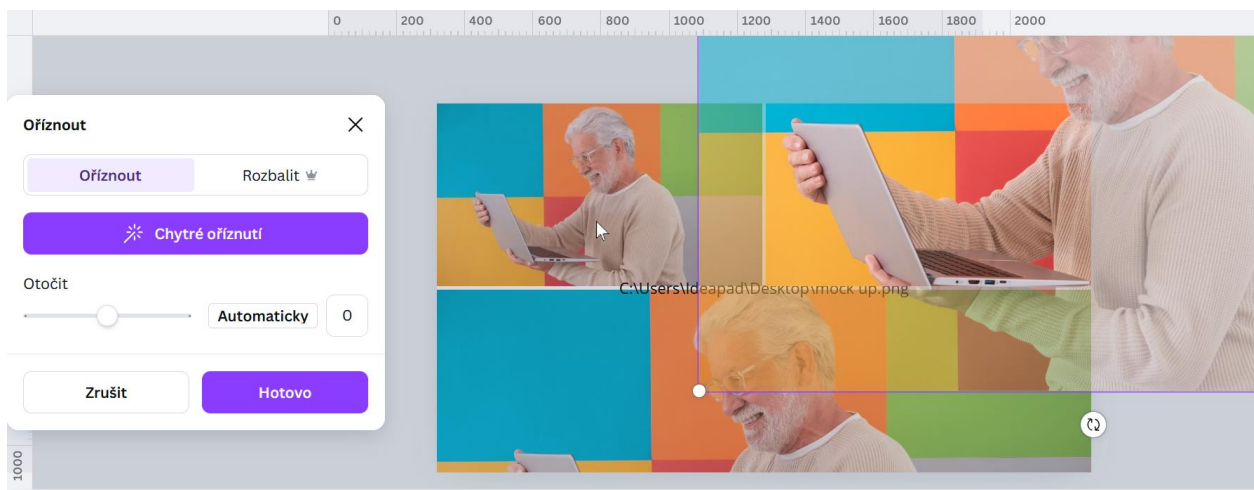 0 200 400 600 800 1000 1200 1400 1600 1800 2000
Oříznout
Oříznout Rozbalit
Chytré oříznutí
Otočit
Automaticky 0
Zrušit Hotovo
C:\Users\Ideapad\Desktop\mock up.png
1000